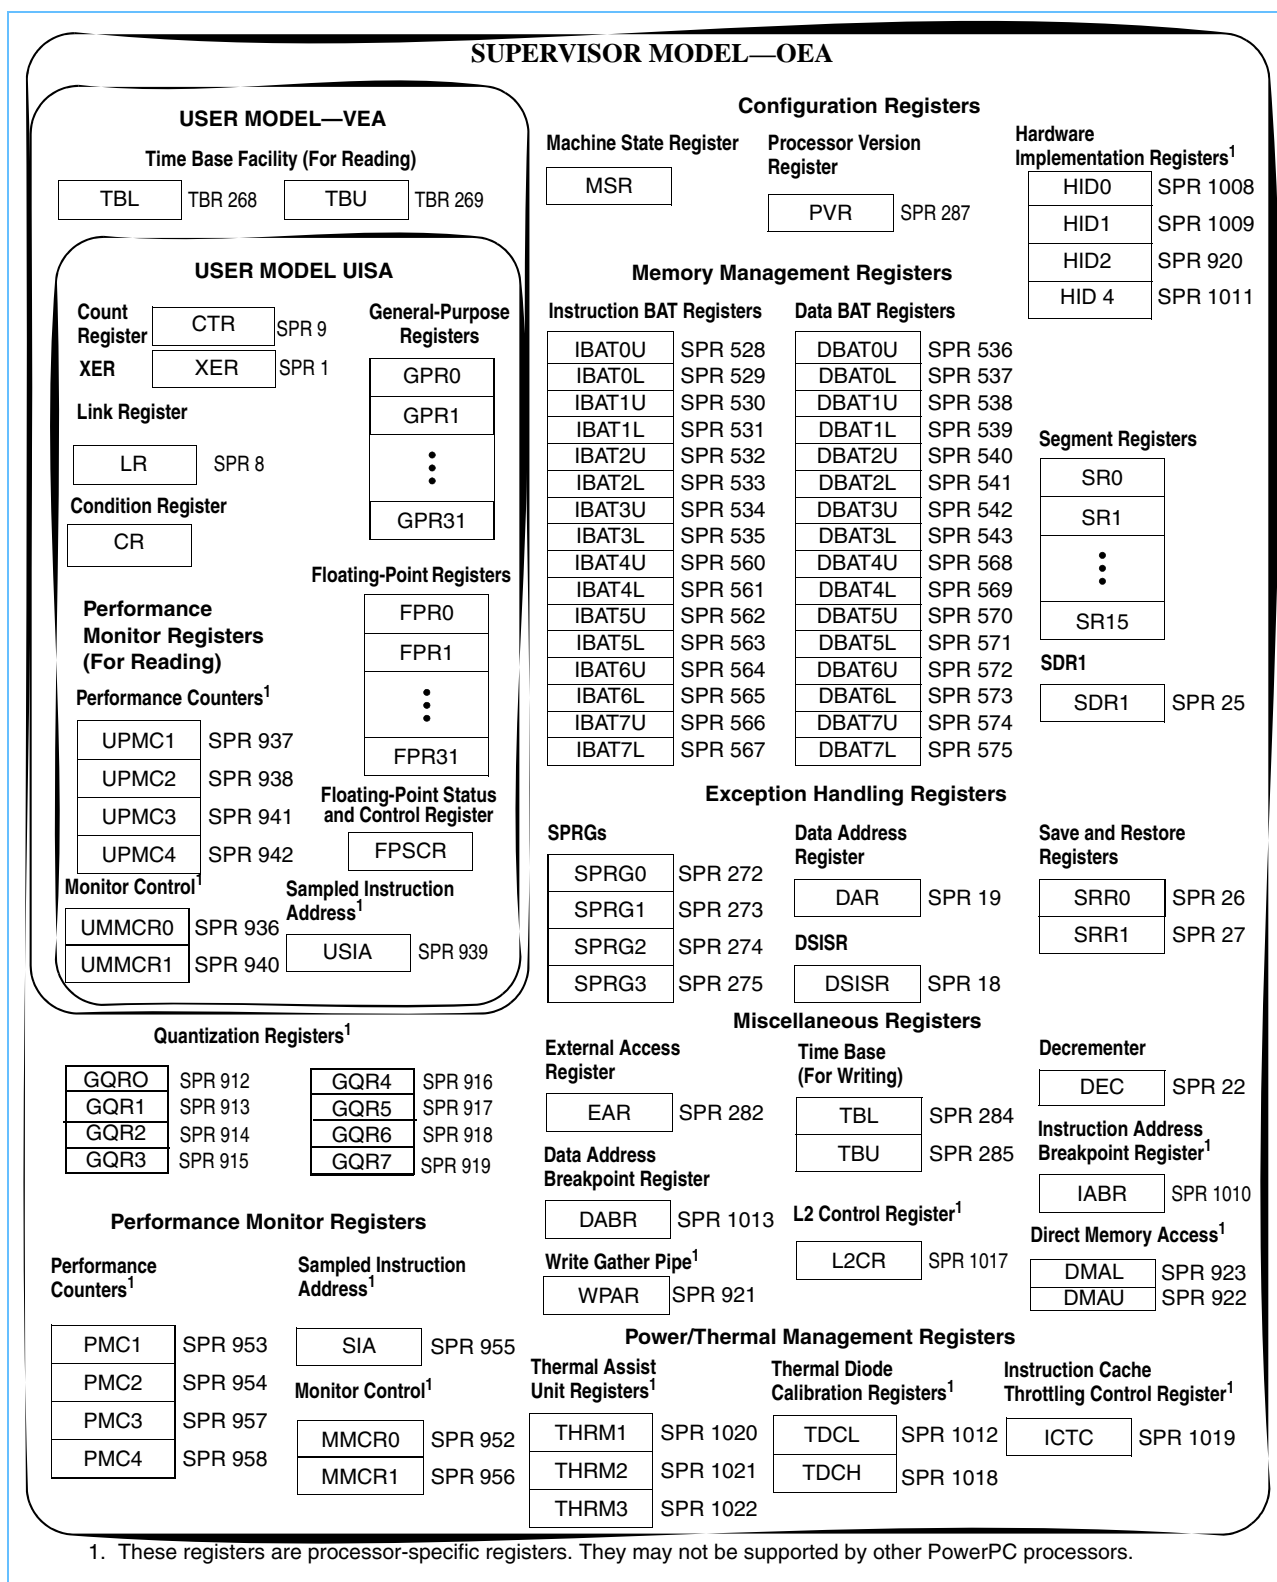 SUPERVISOR MODEL—OEA
USER MODEL—VEA
Time Base Facility (For Reading)
TBL TBR 268 TBU TBR 269
USER MODEL UISA
Count
Register
CTR SPR 9
XER XER SPR 1
Link Register
LR SPR 8
Condition Register
CR
General-Purpose
Registers
GPR0
GPR1
GPR31
Floating-Point Registers
FPR0
FPR1
FPR31
Floating-Point Status
and Control Register
FPSCR
Performance
Monitor Registers
(For Reading)
Performance Counters1
UPMC1 SPR 937
UPMC2 SPR 938
UPMC3 SPR 941
UPMC4 SPR 942
Monitor Control1
UMMCR0 SPR 936
UMMCR1 SPR 940
Sampled Instruction
Address1
USIA SPR 939
Quantization Registers1
GQRO SPR 912 GQR4 SPR 916
GQR1 SPR 913 GQR5 SPR 917
GQR2 SPR 914 GQR6 SPR 918
GQR3 SPR 915 GQR7 SPR 919
Performance Monitor Registers
Performance
Counters1
PMC1 SPR 953
PMC2 SPR 954
PMC3 SPR 957
PMC4 SPR 958
Sampled Instruction
Address1
SIA SPR 955
Monitor Control1
MMCR0 SPR 952
MMCR1 SPR 956
Configuration Registers
Machine State Register
MSR
Processor Version
Register
PVR SPR 287
Hardware
Implementation Registers1
HID0 SPR 1008
HID1 SPR 1009
HID2 SPR 920
HID 4 SPR 1011
Memory Management Registers
Instruction BAT Registers Data BAT Registers
IBAT0U SPR 528 DBAT0U SPR 536
IBAT0L SPR 529 DBAT0L SPR 537
IBAT1U SPR 530 DBAT1U SPR 538
IBAT1L SPR 531 DBAT1L SPR 539
IBAT2U SPR 532 DBAT2U SPR 540
IBAT2L SPR 533 DBAT2L SPR 541
IBAT3U SPR 534 DBAT3U SPR 542
IBAT3L SPR 535 DBAT3L SPR 543
IBAT4U SPR 560 DBAT4U SPR 568
IBAT4L SPR 561 DBAT4L SPR 569
IBAT5U SPR 562 DBAT5U SPR 570
IBAT5L SPR 563 DBAT5L SPR 571
IBAT6U SPR 564 DBAT6U SPR 572
IBAT6L SPR 565 DBAT6L SPR 573
IBAT7U SPR 566 DBAT7U SPR 574
IBAT7L SPR 567 DBAT7L SPR 575
Segment Registers
SR0
SR1
SR15
SDR1
SDR1 SPR 25
Exception Handling Registers
SPRGs
SPRG0 SPR 272
SPRG1 SPR 273
SPRG2 SPR 274
SPRG3 SPR 275
Data Address
Register
DAR SPR 19
DSISR
DSISR SPR 18
Save and Restore
Registers
SRR0 SPR 26
SRR1 SPR 27
Miscellaneous Registers
External Access
Register
EAR SPR 282
Data Address
Breakpoint Register
DABR SPR 1013
Write Gather Pipe1
WPAR SPR 921
Time Base
(For Writing)
TBL SPR 284
TBU SPR 285
L2 Control Register1
L2CR SPR 1017
Decrementer
DEC SPR 22
Instruction Address
Breakpoint Register1
IABR SPR 1010
Direct Memory Access1
DMAL SPR 923
DMAU SPR 922
Power/Thermal Management Registers
Thermal Assist
Unit Registers1
THRM1 SPR 1020
THRM2 SPR 1021
THRM3 SPR 1022
Thermal Diode
Calibration Registers1
TDCL SPR 1012
TDCH SPR 1018
Instruction Cache
Throttling Control Register1
ICTC SPR 1019
1. These registers are processor-specific registers. They may not be supported by other PowerPC processors.